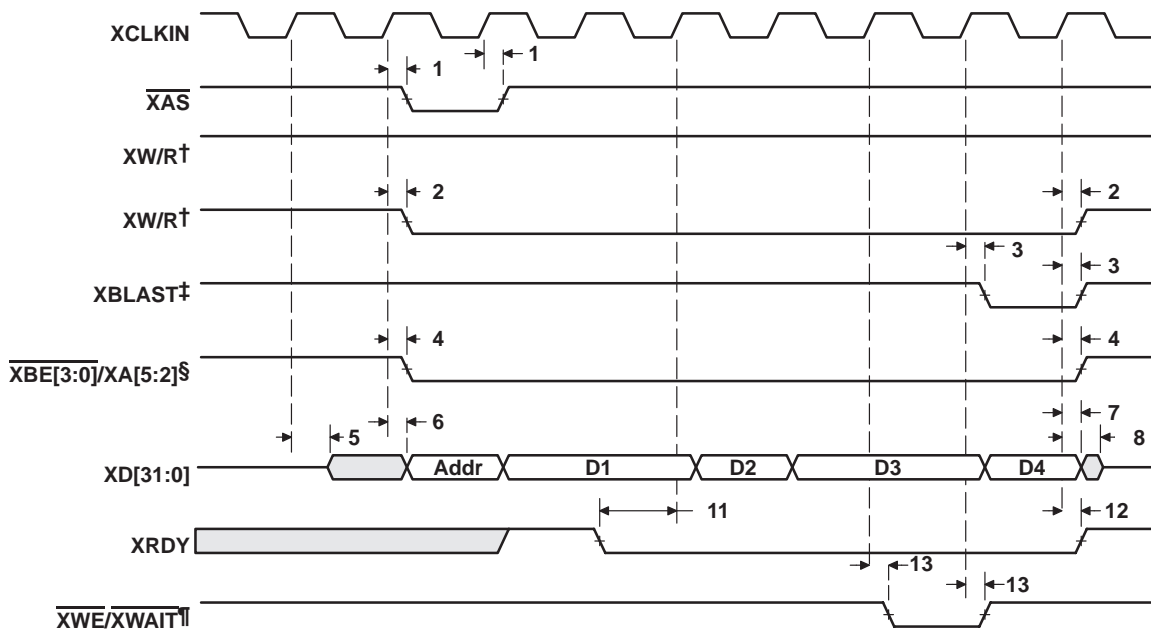 XCLKIN
1
1
XAS
XW/R†
2
2
XW/R†
3
3
XBLAST‡
4
4
XBE[3:0]/XA[5:2]§
6
7
5
8
XD[31:0]
Addr
D1
D2
D3
D4
11
12
XRDY
13
13
XWE/XWAIT¶